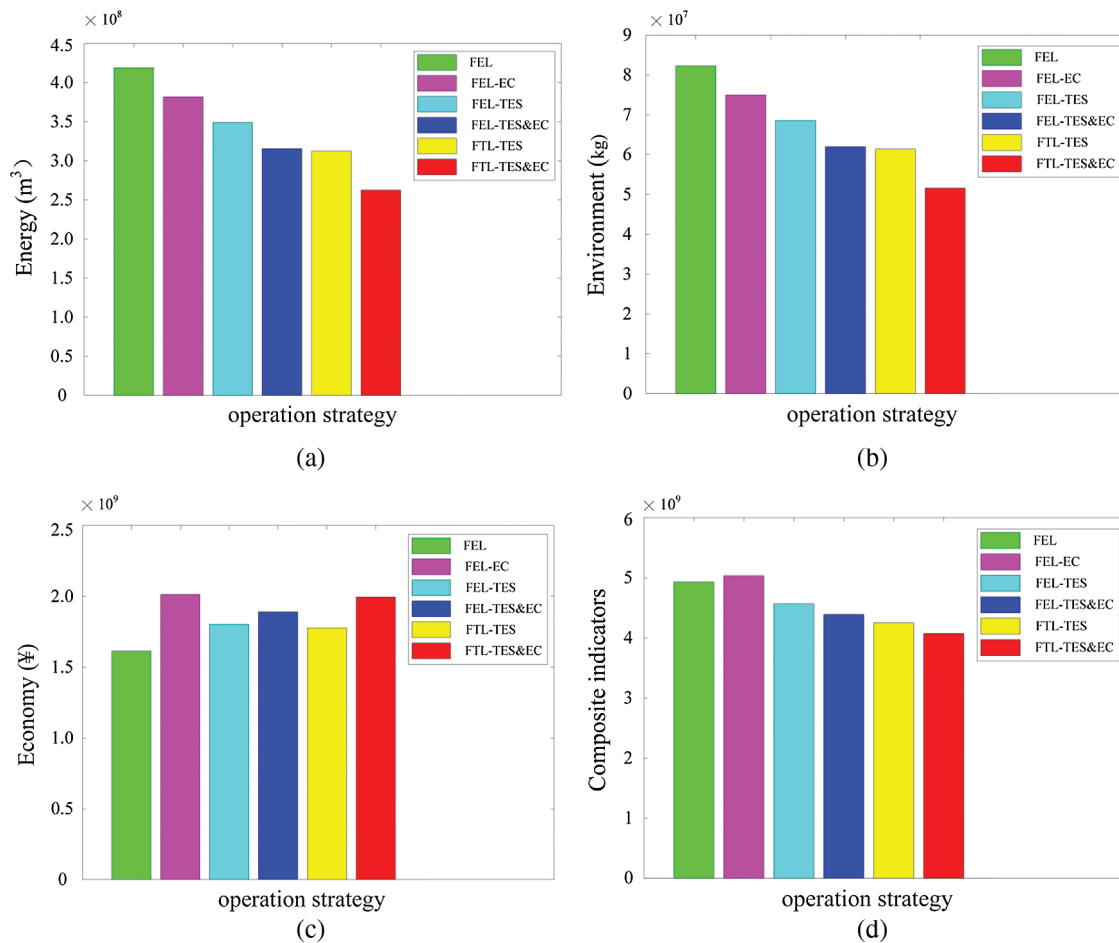 × 10⁸
4.5
4.0
3.5
3.0
2.5
2.0
1.5
1.0
0.5
0
Energy (m³)
FEL
FEL-EC
FEL-TES
FEL-TES&EC
FTL-TES
FTL-TES&EC
operation strategy
(a)
× 10⁷
9
8
7
6
5
4
3
2
1
0
Environment (kg)
FEL
FEL-EC
FEL-TES
FEL-TES&EC
FTL-TES
FTL-TES&EC
operation strategy
(b)
× 10⁹
2.5
2.0
1.5
1.0
0.5
0
Economy (¥)
FEL
FEL-EC
FEL-TES
FEL-TES&EC
FTL-TES
FTL-TES&EC
operation strategy
(c)
× 10⁹
6
5
4
3
2
1
0
Composite indicators
FEL
FEL-EC
FEL-TES
FEL-TES&EC
FTL-TES
FTL-TES&EC
operation strategy
(d)